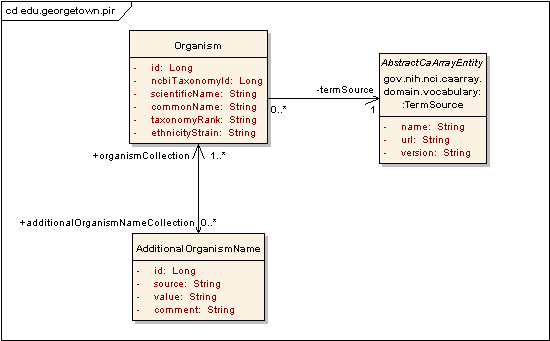 cd edu.georgetown.pir
Organism
- id: Long
- ncbiTaxonomyId: Long
- scientificName: String
- commonName: String
- taxonomyRank: String
- ethnicityStrain: String
-termSource
0..*
1
AbstractCaArrayEntity
gov.nih.nci.caarray.
domain.vocabulary:
:TermSource
- name: String
- url: String
- version: String
+organismCollection
1..*
+additionalOrganismNameCollection
0..*
AdditionalOrganismName
- id: Long
- source: String
- value: String
- comment: String